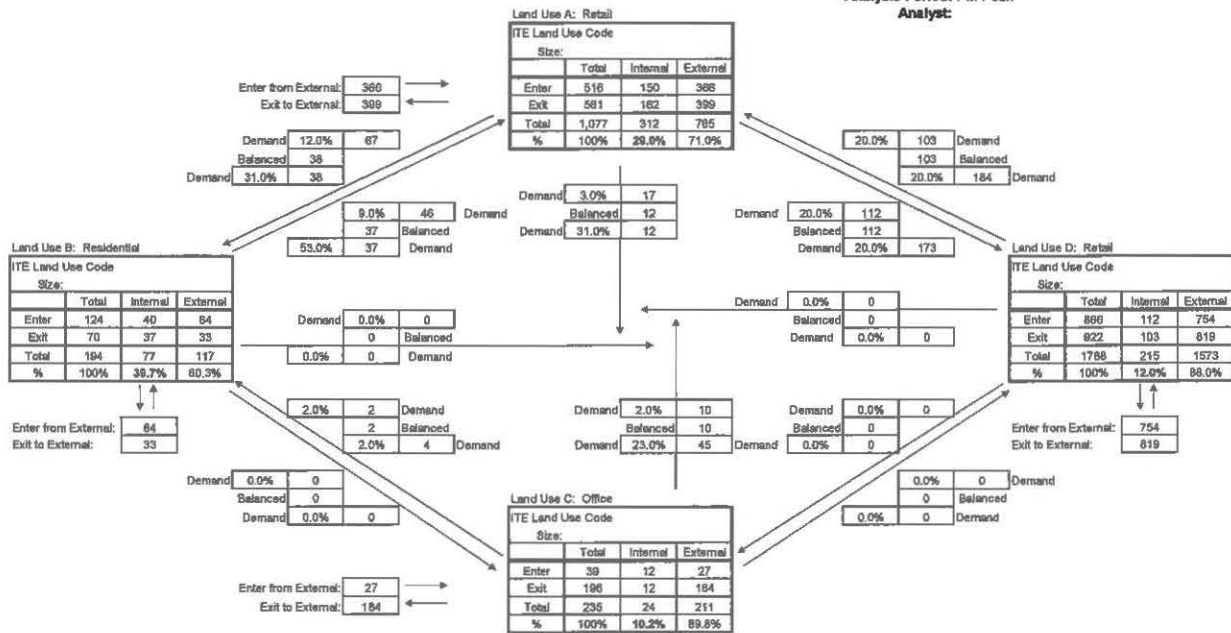 Analyst:
Land Use A: Retail
ITE Land Use Code
Size:
Total Internal External
Enter 516 150 366
Exit 561 162 399
Total 1,077 312 765
% 100% 29.0% 71.0%
Enter from External: 366
Exit to External: 399
Demand 12.0% 67
Balanced 38
Demand 31.0% 38
20.0% 103 Demand
103 Balanced
20.0% 184 Demand
Demand 3.0% 17
Balanced 12
Demand 31.0% 12
9.0% 46 Demand
37 Balanced
53.0% 37 Demand
Demand 20.0% 112
Balanced 112
Demand 20.0% 173
Land Use B: Residential
ITE Land Use Code
Size:
Total Internal External
Enter 124 40 84
Exit 70 37 33
Total 194 77 117
% 100% 39.7% 60.3%
Land Use D: Retail
ITE Land Use Code
Size:
Total Internal External
Enter 866 112 754
Exit 922 103 819
Total 1788 215 1573
% 100% 12.0% 88.0%
Demand 0.0% 0
0 Balanced
0.0% 0 Demand
Demand 0.0% 0
Balanced 0
Demand 0.0% 0
Enter from External: 84
Exit to External: 33
2.0% 2 Demand
2 Balanced
2.0% 4 Demand
Demand 2.0% 10
Balanced 10
Demand 23.0% 45
Demand 0.0% 0
Balanced 0
Demand 0.0% 0
Enter from External: 754
Exit to External: 819
Demand 0.0% 0
Balanced 0
Demand 0.0% 0
0.0% 0 Demand
0 Balanced
0.0% 0 Demand
Land Use C: Office
ITE Land Use Code
Size:
Total Internal External
Enter 39 12 27
Exit 196 12 184
Total 235 24 211
% 100% 10.2% 89.8%
Enter from External: 27
Exit to External: 184